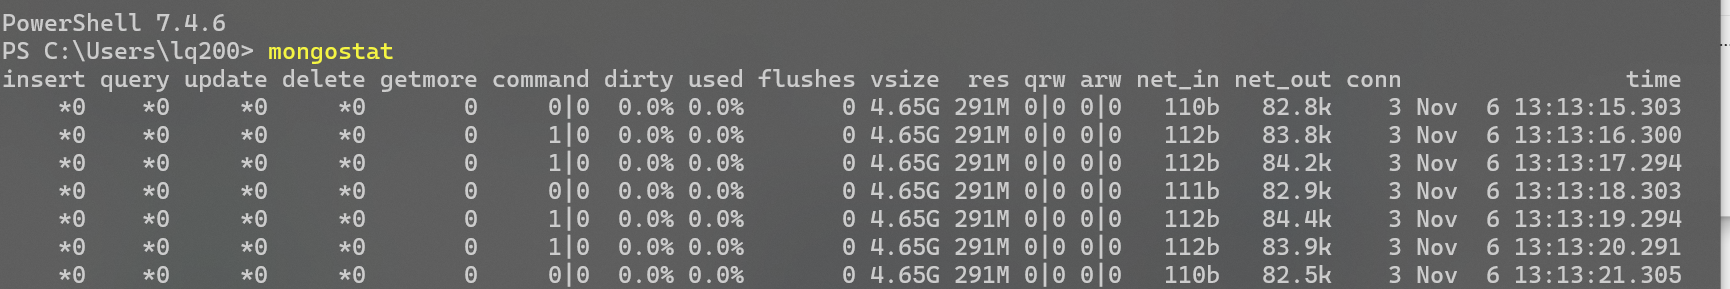 PowerShell 7.4.6
PS C:\Users\lq200> mongostat
insert query update delete getmore command dirty used flushes vsize  res qrw arw net_in net_out conn                time
    *0    *0     *0     *0       0     0|0  0.0% 0.0%       0 4.65G 291M 0|0 0|0   110b   82.8k    3 Nov  6 13:13:15.303
    *0    *0     *0     *0       0     1|0  0.0% 0.0%       0 4.65G 291M 0|0 0|0   112b   83.8k    3 Nov  6 13:13:16.300
    *0    *0     *0     *0       0     1|0  0.0% 0.0%       0 4.65G 291M 0|0 0|0   112b   84.2k    3 Nov  6 13:13:17.294
    *0    *0     *0     *0       0     0|0  0.0% 0.0%       0 4.65G 291M 0|0 0|0   111b   82.9k    3 Nov  6 13:13:18.303
    *0    *0     *0     *0       0     1|0  0.0% 0.0%       0 4.65G 291M 0|0 0|0   112b   84.4k    3 Nov  6 13:13:19.294
    *0    *0     *0     *0       0     1|0  0.0% 0.0%       0 4.65G 291M 0|0 0|0   112b   83.9k    3 Nov  6 13:13:20.291
    *0    *0     *0     *0       0     0|0  0.0% 0.0%       0 4.65G 291M 0|0 0|0   110b   82.5k    3 Nov  6 13:13:21.305